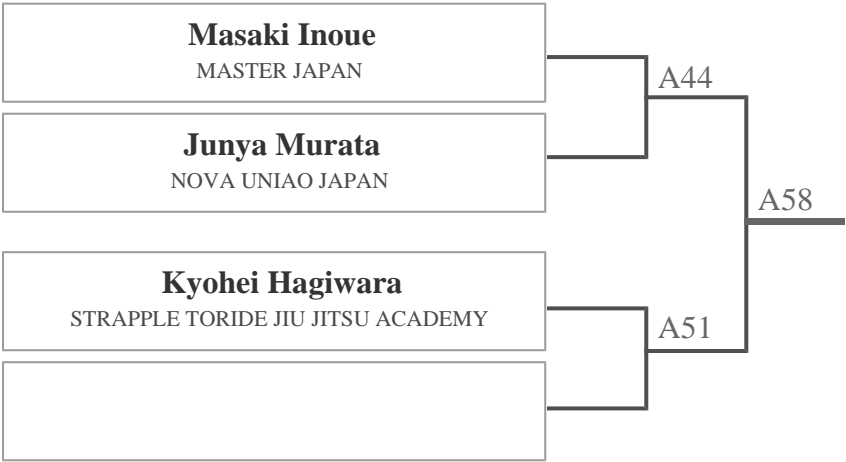 Masaki Inoue
MASTER JAPAN
A44
Junya Murata
NOVA UNIAO JAPAN
A58
Kyohei Hagiwara
STRAPPLE TORIDE JIU JITSU ACADEMY
A51